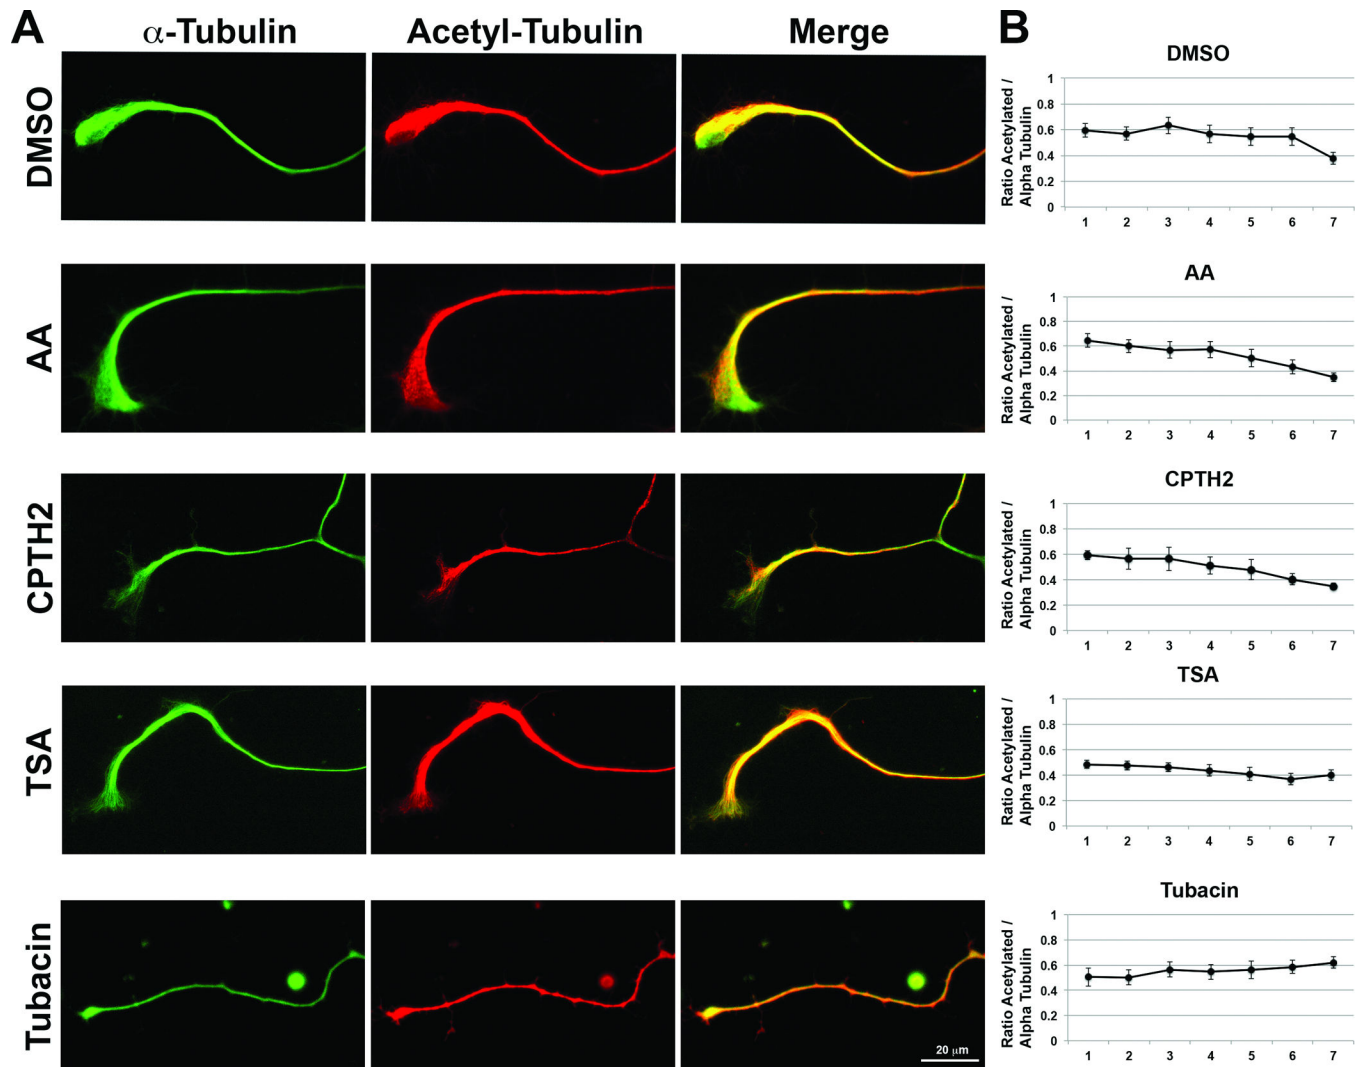 A
α-Tubulin
Acetyl-Tubulin
Merge
DMSO
AA
CPTH2
TSA
Tubacin
20 μm
B
DMSO
Ratio Acetylated /
Alpha Tubulin
1
0.8
0.6
0.4
0.2
0
1 2 3 4 5 6 7
AA
Ratio Acetylated /
Alpha Tubulin
1
0.8
0.6
0.4
0.2
0
1 2 3 4 5 6 7
CPTH2
Ratio Acetylated /
Alpha Tubulin
1
0.8
0.6
0.4
0.2
0
1 2 3 4 5 6 7
TSA
Ratio Acetylated /
Alpha Tubulin
1
0.8
0.6
0.4
0.2
0
1 2 3 4 5 6 7
Tubacin
Ratio Acetylated /
Alpha Tubulin
1
0.8
0.6
0.4
0.2
0
1 2 3 4 5 6 7